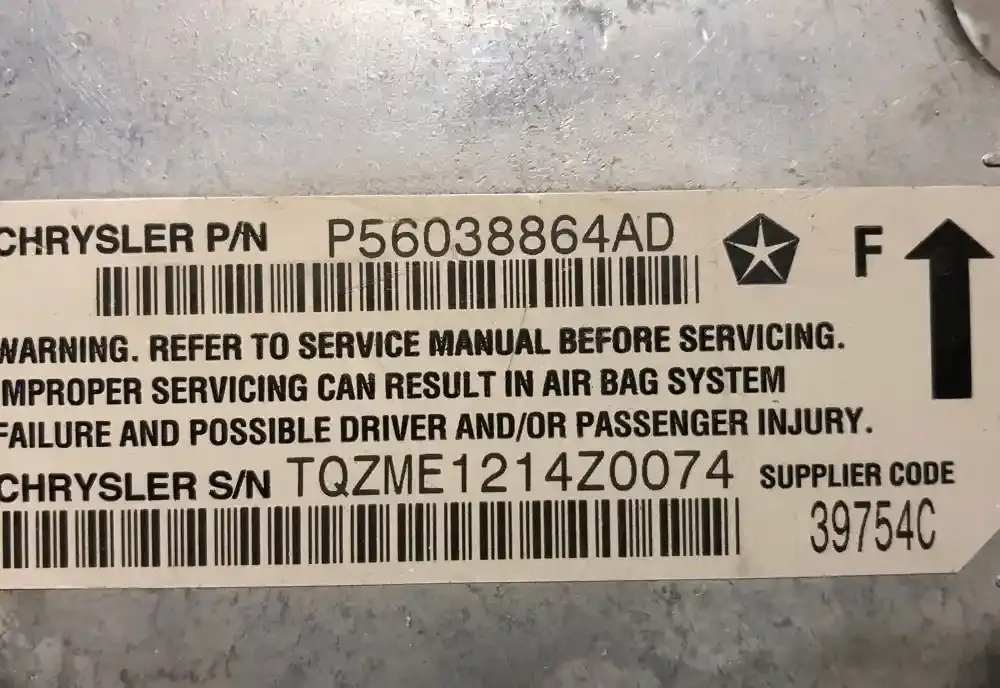 CHRYSLER P/N P56038864AD F
WARNING. REFER TO SERVICE MANUAL BEFORE SERVICING.
IMPROPER SERVICING CAN RESULT IN AIR BAG SYSTEM
FAILURE AND POSSIBLE DRIVER AND/OR PASSENGER INJURY.
CHRYSLER S/N TQZME1214Z0074 SUPPLIER CODE
39754C